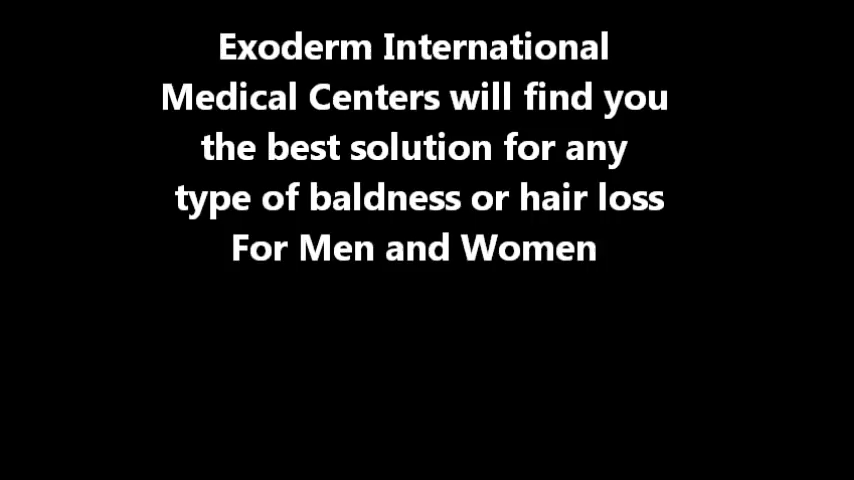 Exoderm International
Medical Centers will find you
the best solution for any
type of baldness or hair loss
For Men and Women